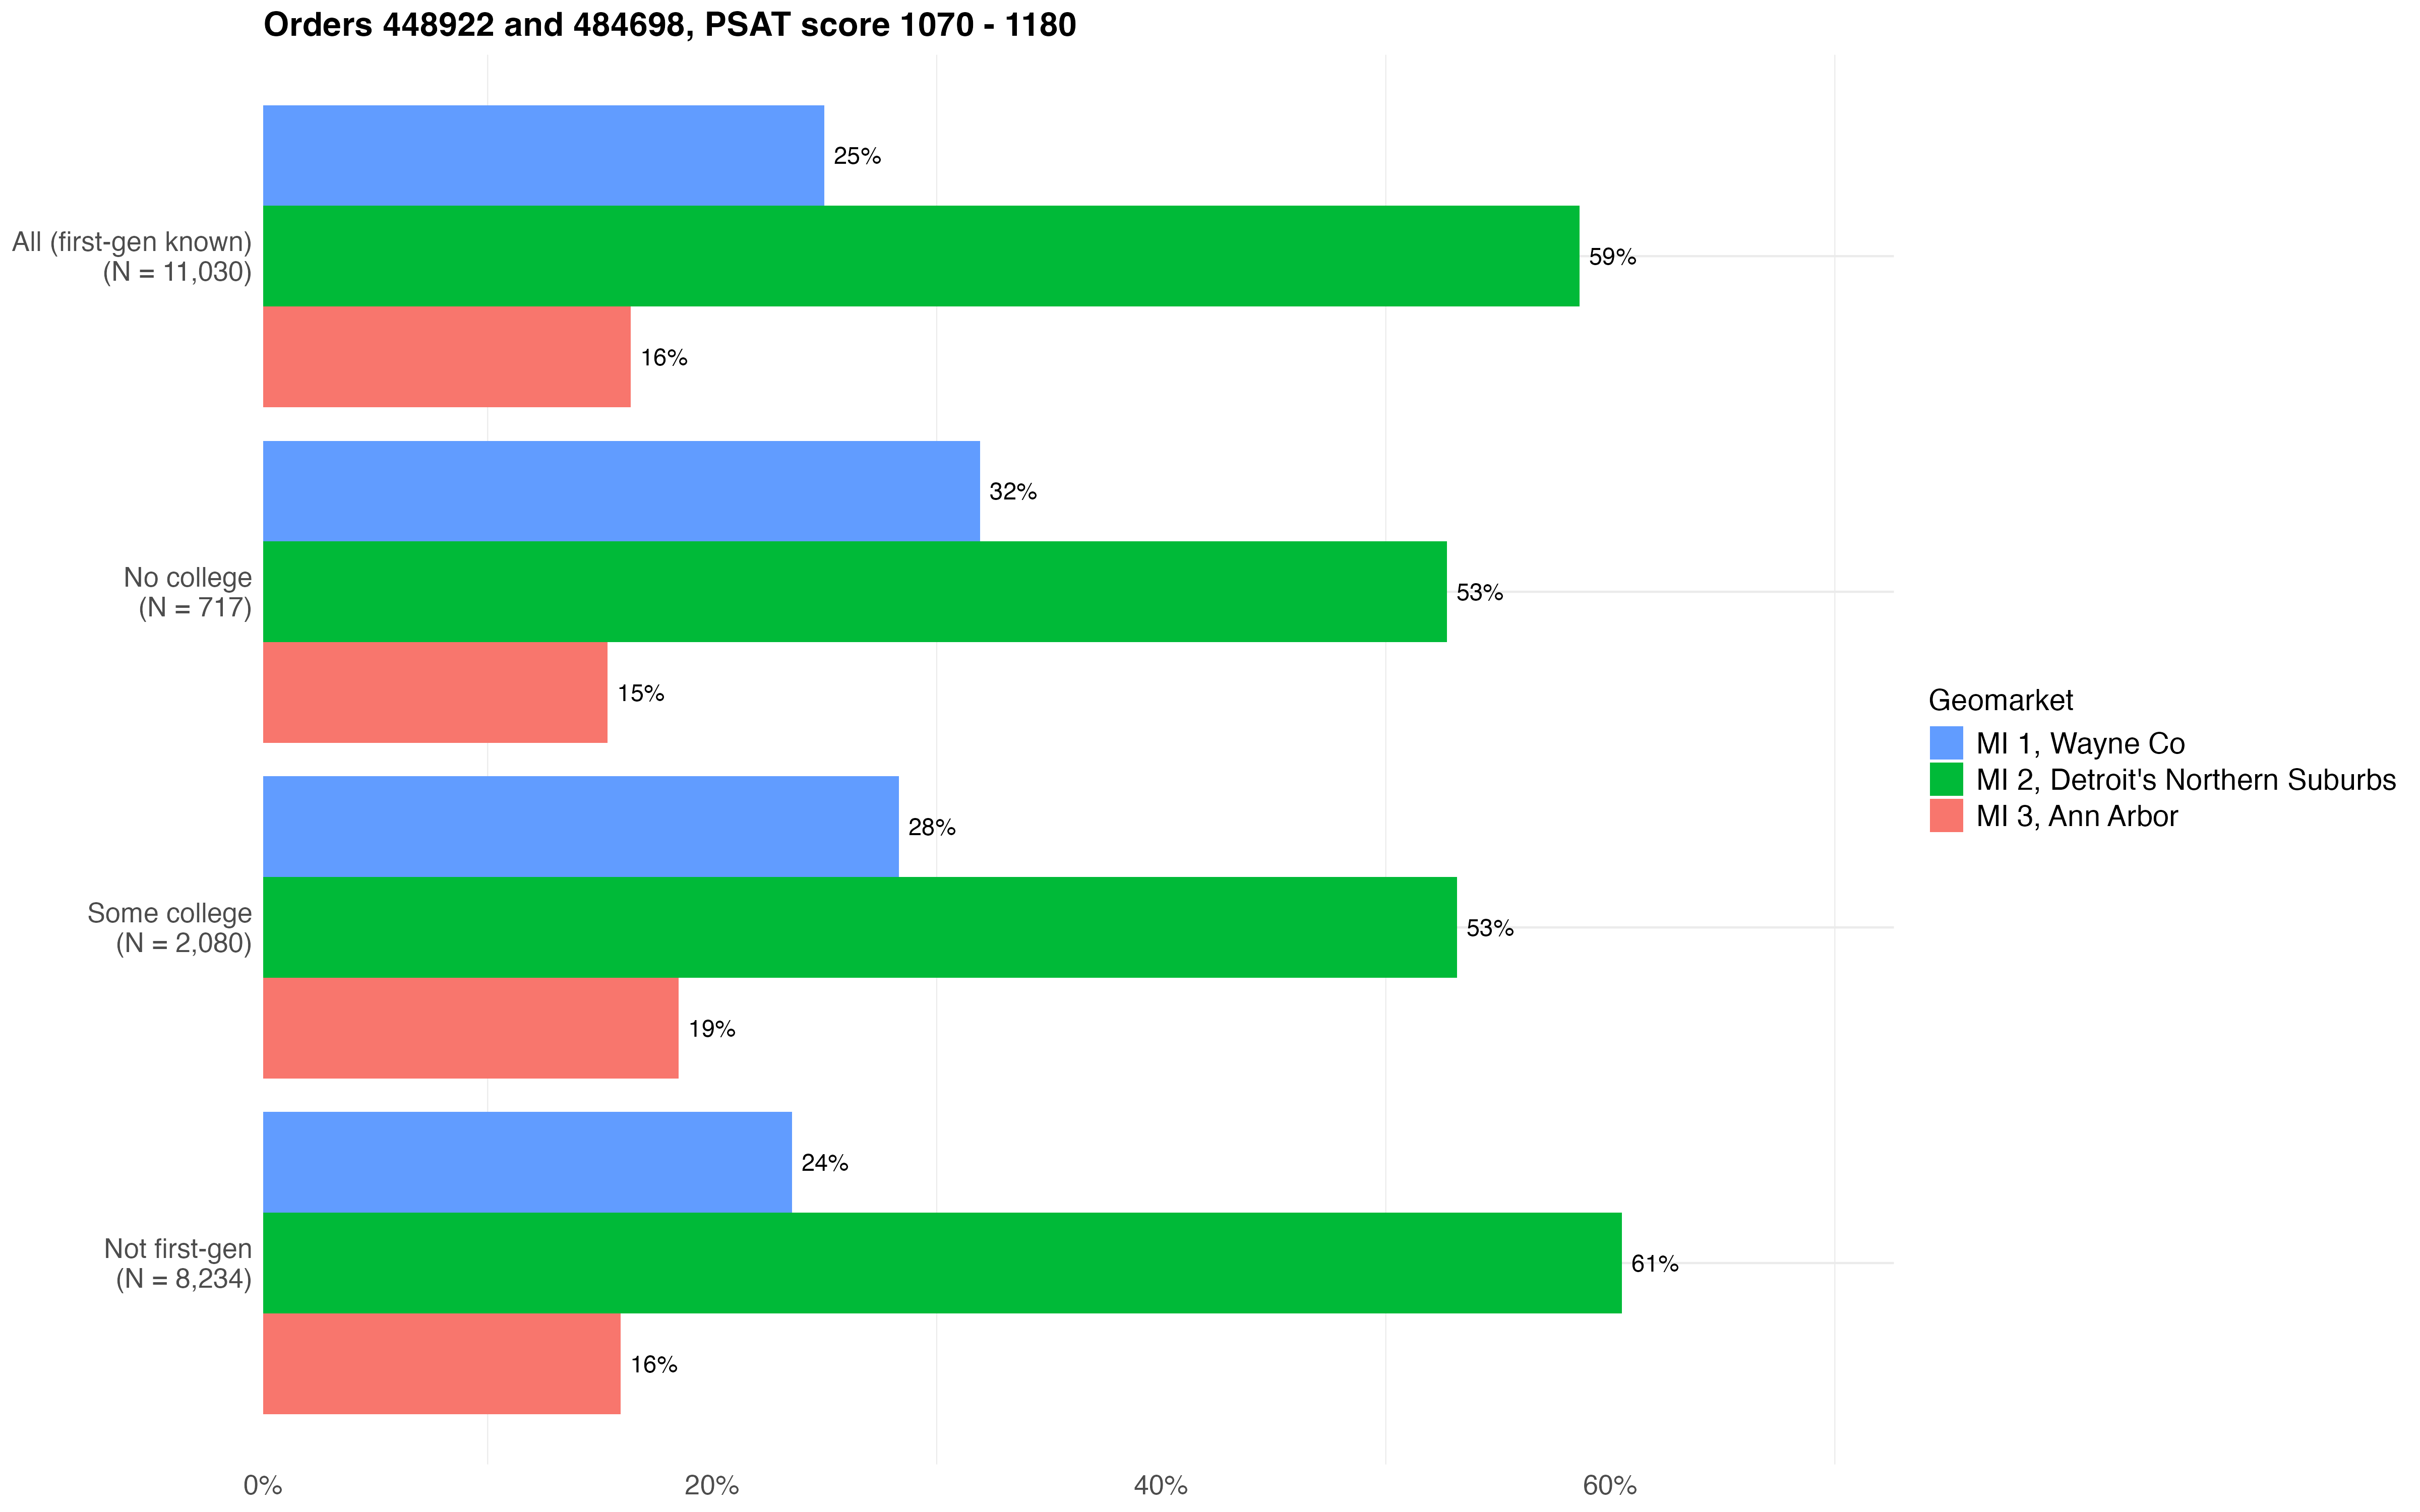 Orders 448922 and 484698, PSAT score 1070 - 1180
All (first-gen known)
(N = 11,030)
25%
59%
16%
No college
(N = 717)
32%
53%
15%
Some college
(N = 2,080)
28%
53%
19%
Not first-gen
(N = 8,234)
24%
61%
16%
0%
20%
40%
60%
Geomarket
MI 1, Wayne Co
MI 2, Detroit's Northern Suburbs
MI 3, Ann Arbor